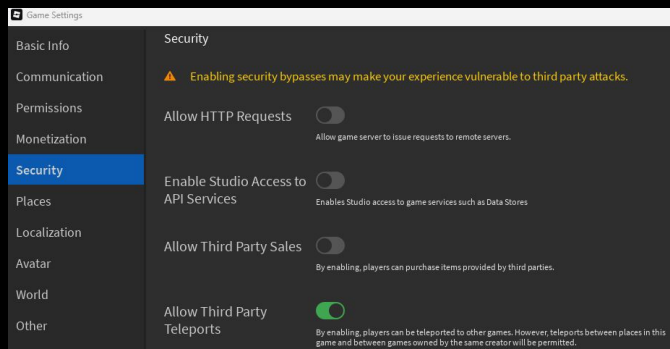 Game Settings
Basic Info
Communication
Permissions
Monetization
Security
Places
Localization
Avatar
World
Other
Security
Enabling security bypasses may make your experience vulnerable to third party attacks.
Allow HTTP Requests
Allow game server to issue requests to remote servers.
Enable Studio Access to
API Services
Enables Studio access to game services such as Data Stores
Allow Third Party Sales
By enabling, players can purchase items provided by third parties.
Allow Third Party
Teleports
By enabling, players can be teleported to other games. However, teleports between places in this
game and between games owned by the same creator will be permitted.